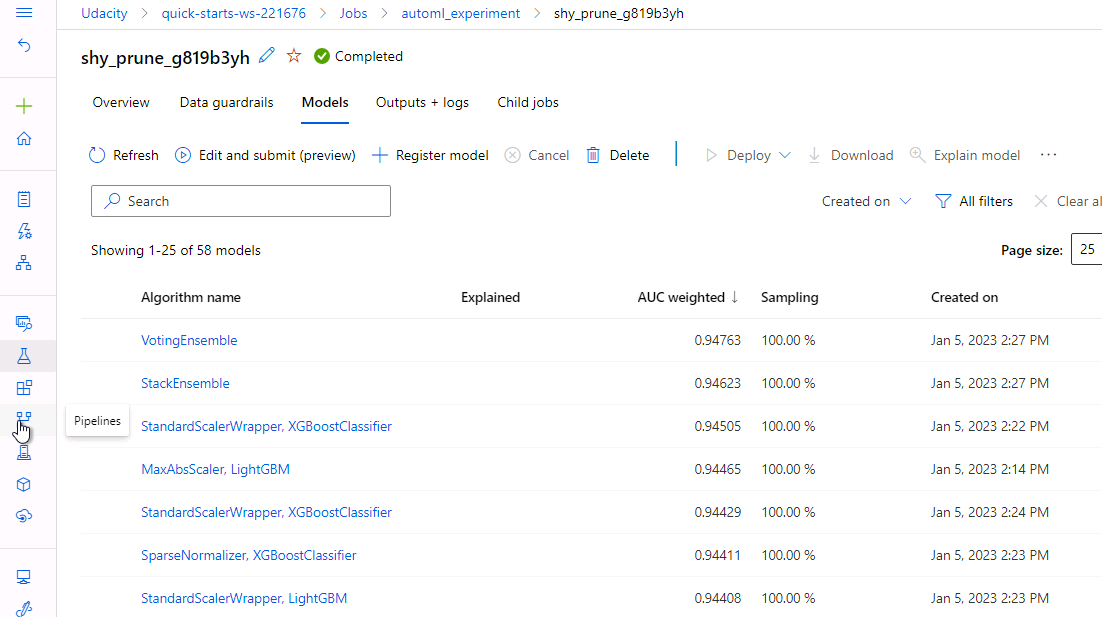 Udacity > quick-starts-ws-221676 > Jobs > automl_experiment > shy_prune_g819b3yh
shy_prune_g819b3yh Completed
Overview Data guardrails Models Outputs + logs Child jobs
Refresh Edit and submit (preview) Register model Cancel Delete Deploy Download Explain model ...
Search Created on All filters Clear al
Showing 1-25 of 58 models Page size: 25
Algorithm name Explained AUC weighted ↓ Sampling Created on
VotingEnsemble 0.94763 100.00 % Jan 5, 2023 2:27 PM
StackEnsemble 0.94623 100.00 % Jan 5, 2023 2:27 PM
Pipelines
StandardScalerWrapper, XGBoostClassifier 0.94505 100.00 % Jan 5, 2023 2:22 PM
MaxAbsScaler, LightGBM 0.94465 100.00 % Jan 5, 2023 2:14 PM
StandardScalerWrapper, XGBoostClassifier 0.94429 100.00 % Jan 5, 2023 2:24 PM
SparseNormalizer, XGBoostClassifier 0.94411 100.00 % Jan 5, 2023 2:23 PM
StandardScalerWrapper, LightGBM 0.94408 100.00 % Jan 5, 2023 2:23 PM